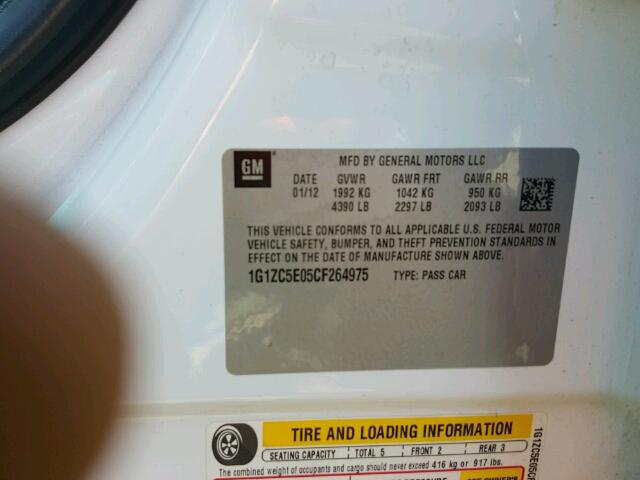 GM
MFD BY GENERAL MOTORS LLC
DATE GVWR GAWR FRT GAWR RR
01/12 1992 KG 1042 KG 950 KG
4390 LB 2297 LB 2093 LB
THIS VEHICLE CONFORMS TO ALL APPLICABLE U.S. FEDERAL MOTOR
VEHICLE SAFETY, BUMPER, AND THEFT PREVENTION STANDARDS IN
EFFECT ON THE DATE OF MANUFACTURE SHOWN ABOVE.
1G1ZC5E05CF264975 TYPE: PASS CAR
TIRE AND LOADING INFORMATION
SEATING CAPACITY TOTAL 5 FRONT 2 REAR 3
The combined weight of occupants and cargo should never exceed 416 kg or 917 lbs.
SEE OWNER'S
1G1ZC5E05CF